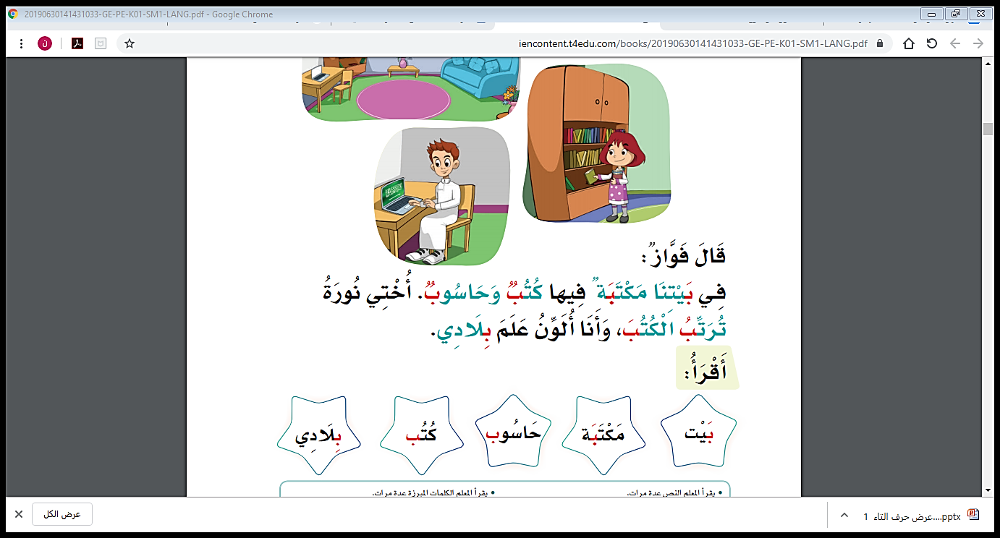 20190630141431033-GE-PE-K01-SM1-LANG.pdf - Google Chrome
iencontent.t4edu.com/books/20190630141431033-GE-PE-K01-SM1-LANG.pdf
قَالَ فَوَّازٌ:
فِي بَيْتِنَا مَكْتَبَةٌ فِيها كُتُبٌ وَحَاسُوبٌ. أُخْتِي نُورَةُ
تُرَتِّبُ الْكُتُبَ، وَأَنَا أُلَوِّنُ عَلَمَ بِلَادِي.
أَقْرَأُ:
بَيْت مَكْتَبَة حَاسُوب كُتُب بِلَادِي
• يقرأ المعلم النص عدة مرات. • يقرأ المعلم الكلمات المبرزة عدة مرات.
عرض حرف التاء 1....pptx
عرض الكل